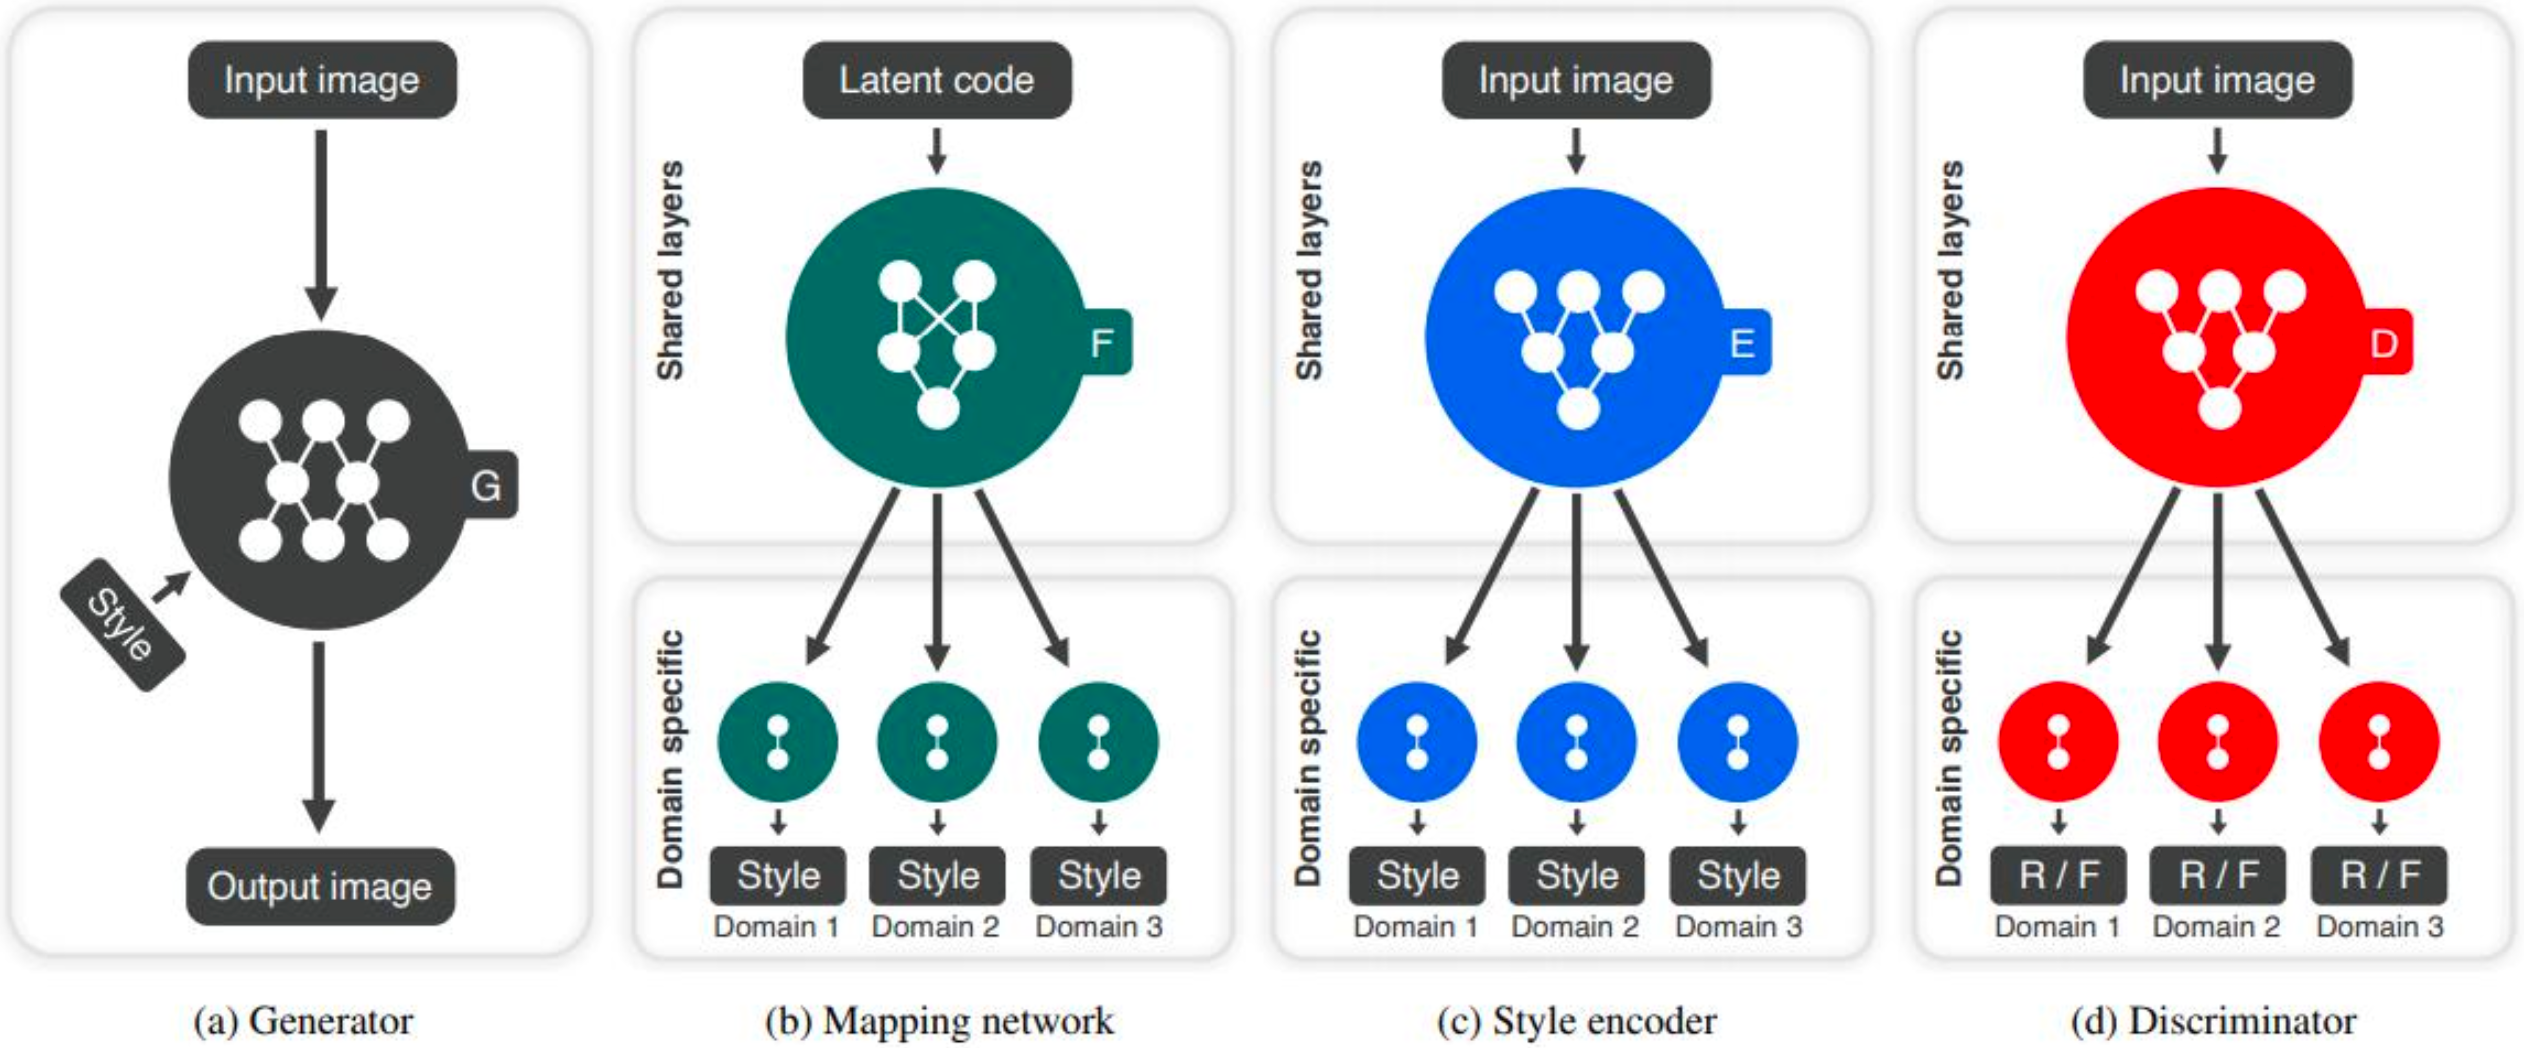 Input image
G
Style
Output image
(a) Generator
Latent code
Shared layers
F
Domain specific
Style Style Style
Domain 1 Domain 2 Domain 3
(b) Mapping network
Input image
Shared layers
E
Domain specific
Style Style Style
Domain 1 Domain 2 Domain 3
(c) Style encoder
Input image
Shared layers
D
Domain specific
R / F R / F R / F
Domain 1 Domain 2 Domain 3
(d) Discriminator